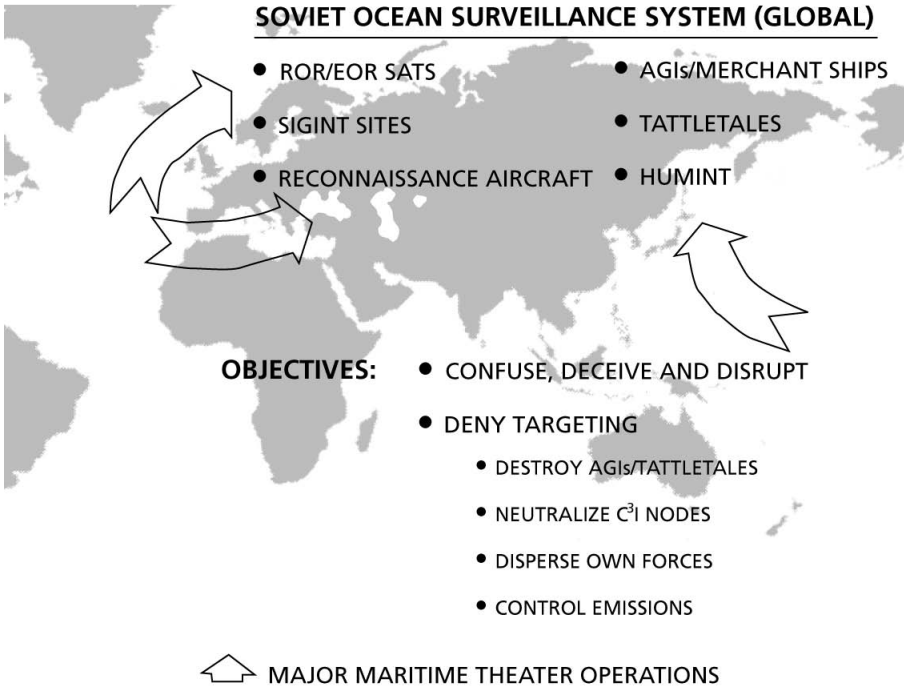 SOVIET OCEAN SURVEILLANCE SYSTEM (GLOBAL)
• ROR/EOR SATS
• SIGINT SITES
• RECONNAISSANCE AIRCRAFT
• AGIs/MERCHANT SHIPS
• TATTLETALES
• HUMINT
OBJECTIVES:
• CONFUSE, DECEIVE AND DISRUPT
• DENY TARGETING
• DESTROY AGIs/TATTLETALES
• NEUTRALIZE C³I NODES
• DISPERSE OWN FORCES
• CONTROL EMISSIONS
MAJOR MARITIME THEATER OPERATIONS